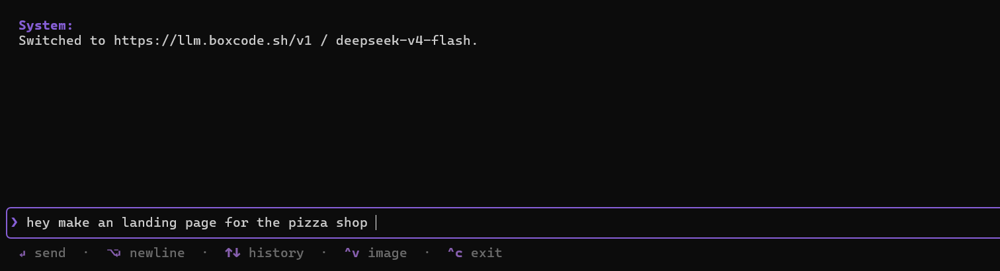 System:
Switched to https://llm.boxcode.sh/v1 / deepseek-v4-flash.
❯ hey make an landing page for the pizza shop
↲ send · ⌥ newline · ↑↓ history · ^v image · ^c exit